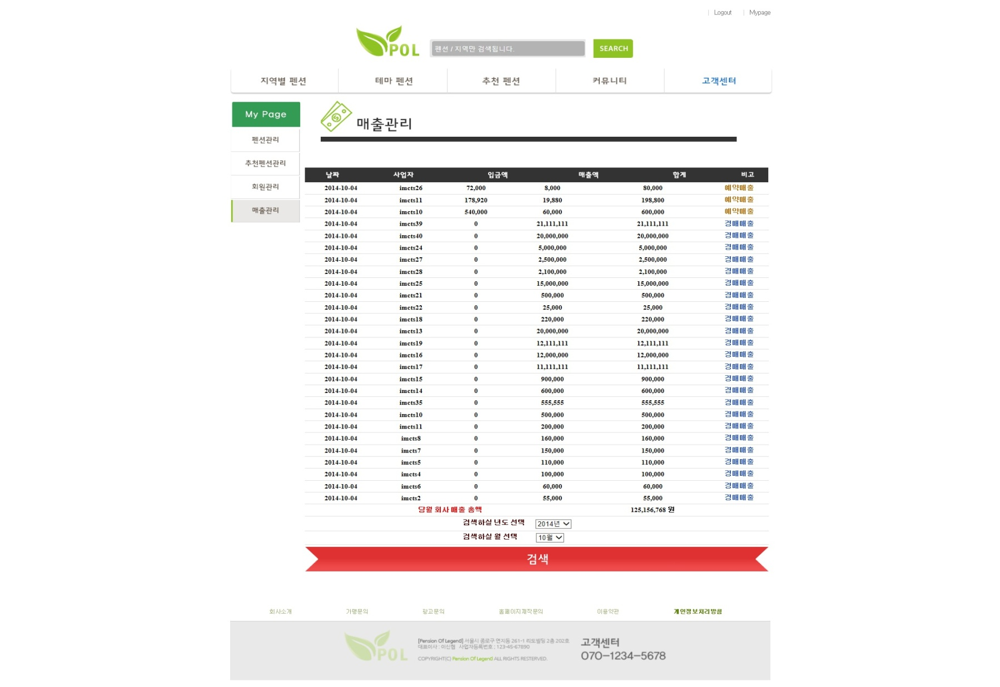 Logout | Mypage
POL
펜션 / 지역만 검색됩니다. SEARCH
지역별 펜션 테마 펜션 추천 펜션 커뮤니티 고객센터
My Page
펜션관리
추천펜션관리
회원관리
매출관리
매출관리
날짜 사업자 입금액 매출액 합계 비고
2014-10-04 imcts26 72,000 8,000 80,000 예약매출
2014-10-04 imcts11 178,920 19,880 198,800 예약매출
2014-10-04 imcts10 540,000 60,000 600,000 예약매출
2014-10-04 imcts39 0 21,111,111 21,111,111 경매매출
2014-10-04 imcts40 0 20,000,000 20,000,000 경매매출
2014-10-04 imcts24 0 5,000,000 5,000,000 경매매출
2014-10-04 imcts27 0 2,500,000 2,500,000 경매매출
2014-10-04 imcts28 0 2,100,000 2,100,000 경매매출
2014-10-04 imcts25 0 15,000,000 15,000,000 경매매출
2014-10-04 imcts21 0 500,000 500,000 경매매출
2014-10-04 imcts22 0 25,000 25,000 경매매출
2014-10-04 imcts18 0 220,000 220,000 경매매출
2014-10-04 imcts13 0 20,000,000 20,000,000 경매매출
2014-10-04 imcts19 0 12,111,111 12,111,111 경매매출
2014-10-04 imcts16 0 12,000,000 12,000,000 경매매출
2014-10-04 imcts17 0 11,111,111 11,111,111 경매매출
2014-10-04 imcts15 0 900,000 900,000 경매매출
2014-10-04 imcts14 0 600,000 600,000 경매매출
2014-10-04 imcts35 0 555,555 555,555 경매매출
2014-10-04 imcts10 0 500,000 500,000 경매매출
2014-10-04 imcts11 0 200,000 200,000 경매매출
2014-10-04 imcts8 0 160,000 160,000 경매매출
2014-10-04 imcts7 0 150,000 150,000 경매매출
2014-10-04 imcts5 0 110,000 110,000 경매매출
2014-10-04 imcts4 0 100,000 100,000 경매매출
2014-10-04 imcts6 0 60,000 60,000 경매매출
2014-10-04 imcts2 0 55,000 55,000 경매매출
당월 회사 매출 총액 125,156,768 원
검색하실 년도 선택 2014년
검색하실 월 선택 10월
검색
회사소개 가맹문의 광고문의 홈페이지제작문의 이용약관 개인정보처리방침
POL
[Pension Of Legend] 서울시 종로구 연지동 261-1 리도빌딩 2층 202호
대표이사 : 이신협 사업자등록번호 : 123-45-67890
COPYRIGHT(C) Pension Of Legend ALL RIGHTS RESTERVED.
고객센터
070-1234-5678